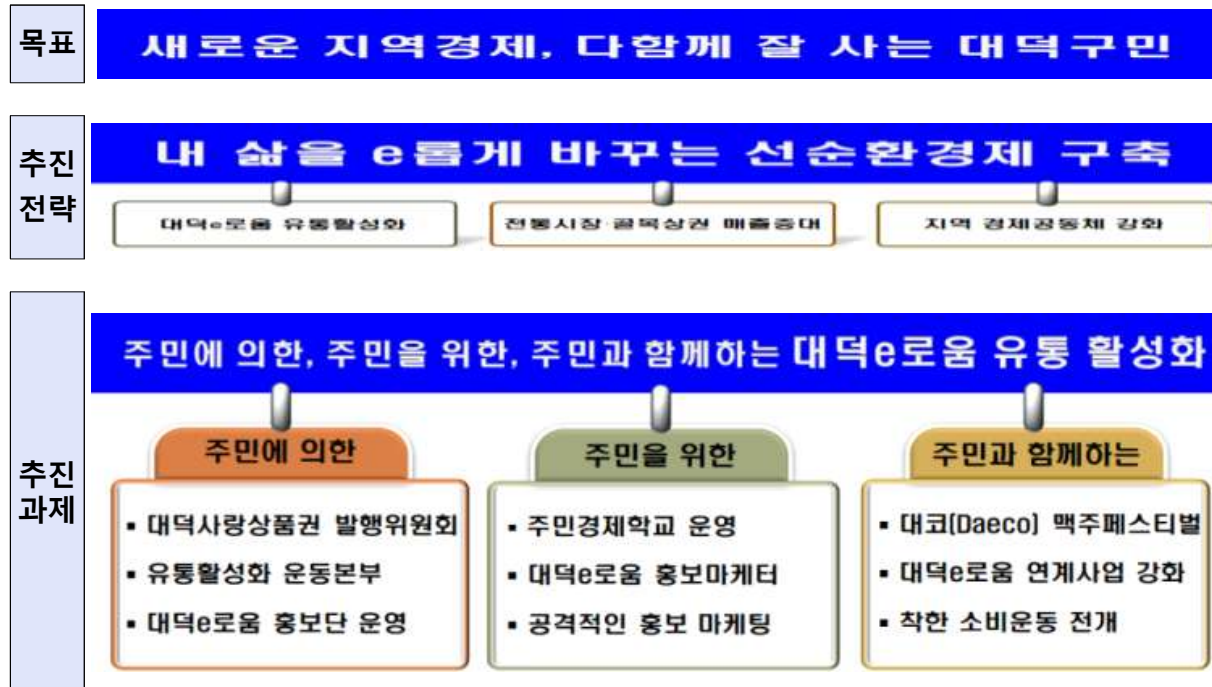 목표
새로운 지역경제, 다함께 잘 사는 대덕구민
추진
전략
내 삶을 e롭게 바꾸는 선순환경제 구축
대덕e로움 유통활성화
전통시장·골목상권 매출증대
지역 경제공동체 강화
추진
과제
주민에 의한, 주민을 위한, 주민과 함께하는 대덕e로움 유통 활성화
주민에 의한
▪ 대덕사랑상품권 발행위원회
▪ 유통활성화 운동본부
▪ 대덕e로움 홍보단 운영
주민을 위한
▪ 주민경제학교 운영
▪ 대덕e로움 홍보마케터
▪ 공격적인 홍보 마케팅
주민과 함께하는
▪ 대코(Daeco) 맥주페스티벌
▪ 대덕e로움 연계사업 강화
▪ 착한 소비운동 전개